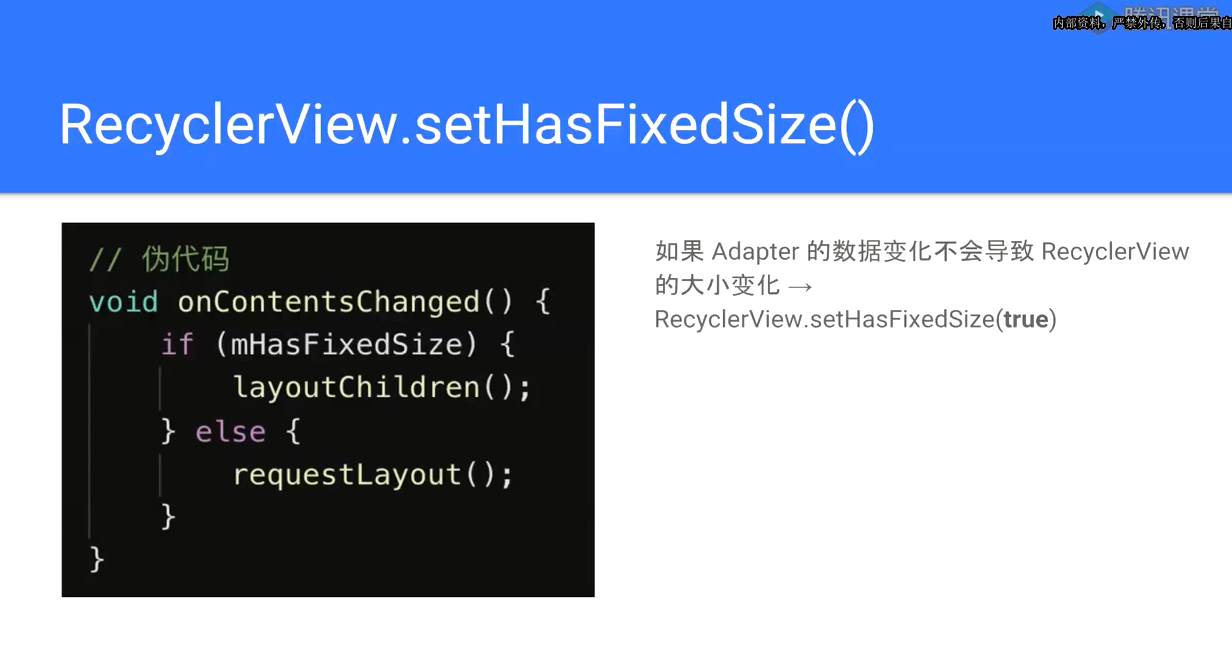 腾讯课堂
内部资料，严禁外传，否则后果自
RecyclerView.setHasFixedSize()
// 伪代码
void onContentsChanged() {
if (mHasFixedSize) {
layoutChildren();
} else {
requestLayout();
}
}
如果 Adapter 的数据变化不会导致 RecyclerView
的大小变化 →
RecyclerView.setHasFixedSize(true)